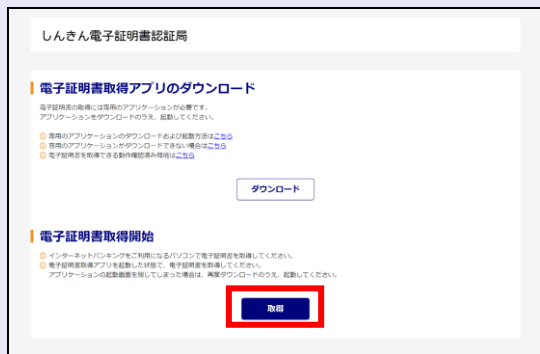 しんきん電子証明書認証局
電子証明書取得アプリのダウンロード
電子証明書の取得には専用のアプリケーションが必要です。
アプリケーションをダウンロードのうえ、起動してください。
専用のアプリケーションのダウンロードおよび起動方法はこちら
専用のアプリケーションがダウンロードできない場合はこちら
電子証明書を取得できる動作確認済み環境はこちら
ダウンロード
電子証明書取得開始
インターネットバンキングをご利用になるパソコンで電子証明書を取得してください。
電子証明書取得アプリを起動した状態で、電子証明書を取得してください。
アプリケーションの起動画面を閉じてしまった場合は、再度ダウンロードのうえ、起動してください。
取得